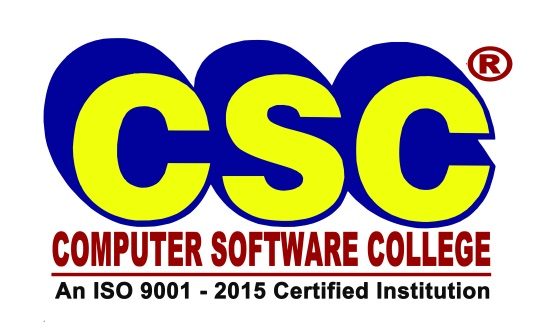 CSC®
COMPUTER SOFTWARE COLLEGE
An ISO 9001 - 2015 Certified Institution